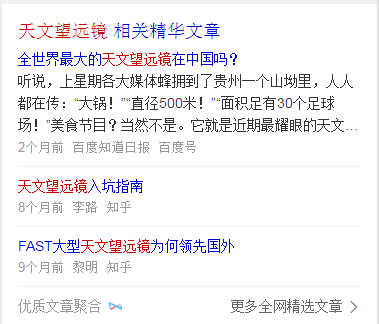 天文望远镜 相关精华文章
全世界最大的天文望远镜在中国吗?
听说，上星期各大媒体蜂拥到了贵州一个山坳里，人人
都在传：“大锅！”“直径500米！”“面积足有30个足球
场！”美食节目？当然不是。它就是近期最耀眼的天文...
2个月前 百度知道日报 百度号
天文望远镜入坑指南
8个月前 李路 知乎
FAST大型天文望远镜为何领先国外
9个月前 黎明 知乎
优质文章聚合 更多全网精选文章 >